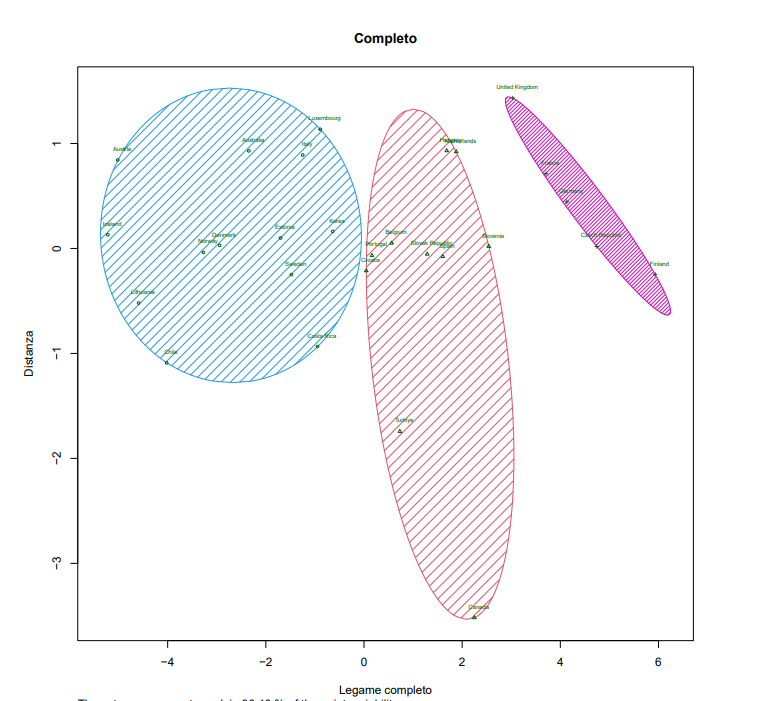 Completo
United Kingdom
Luxembourg
Australia
Italy
Netherlands
Austria
France
Germany
Iceland
Korea
Estonia
Belgium
Denmark
Norway
Slovenia
Czech Republic
Portugal
Slovak Republic
Croatia
Sweden
Finland
Lithuania
Costa Rica
Chile
Türkiye
Canada
1
0
−1
−2
−3
Distanza
−4
−2
0
2
4
6
Legame completo